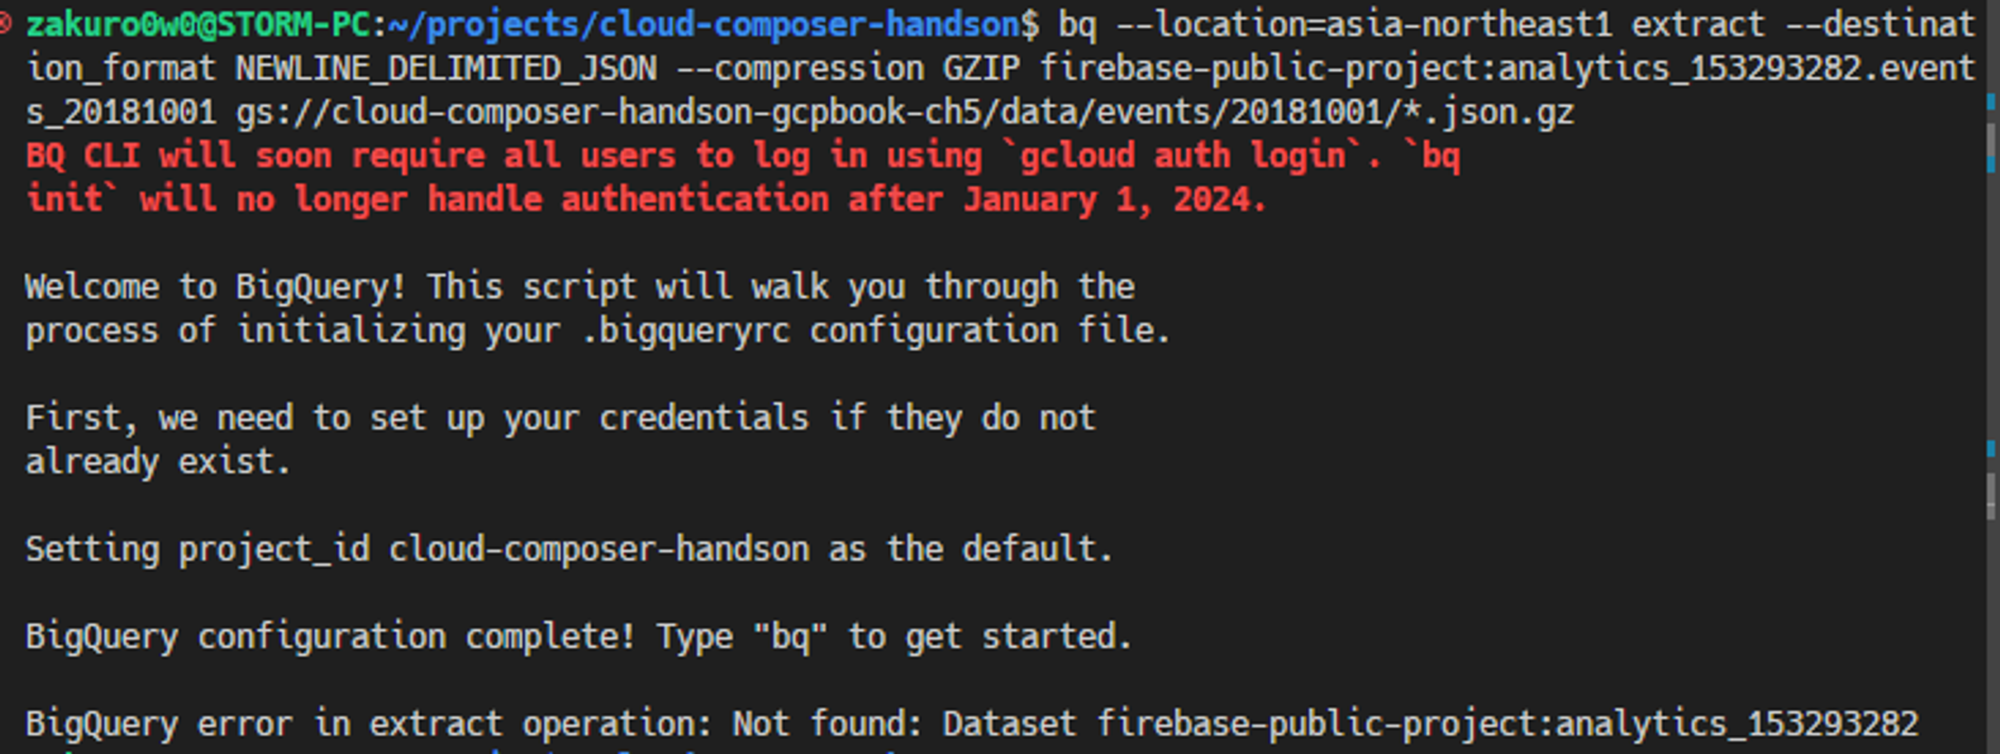 zakuro0w0@STORM-PC:~/projects/cloud-composer-handson$ bq --location=asia-northeast1 extract --destinat
ion_format NEWLINE_DELIMITED_JSON --compression GZIP firebase-public-project:analytics_153293282.event
s_20181001 gs://cloud-composer-handson-gcpbook-ch5/data/events/20181001/*.json.gz
BQ CLI will soon require all users to log in using `gcloud auth login`. `bq
init` will no longer handle authentication after January 1, 2024.
Welcome to BigQuery! This script will walk you through the
process of initializing your .bigqueryrc configuration file.
First, we need to set up your credentials if they do not
already exist.
Setting project_id cloud-composer-handson as the default.
BigQuery configuration complete! Type "bq" to get started.
BigQuery error in extract operation: Not found: Dataset firebase-public-project:analytics_153293282